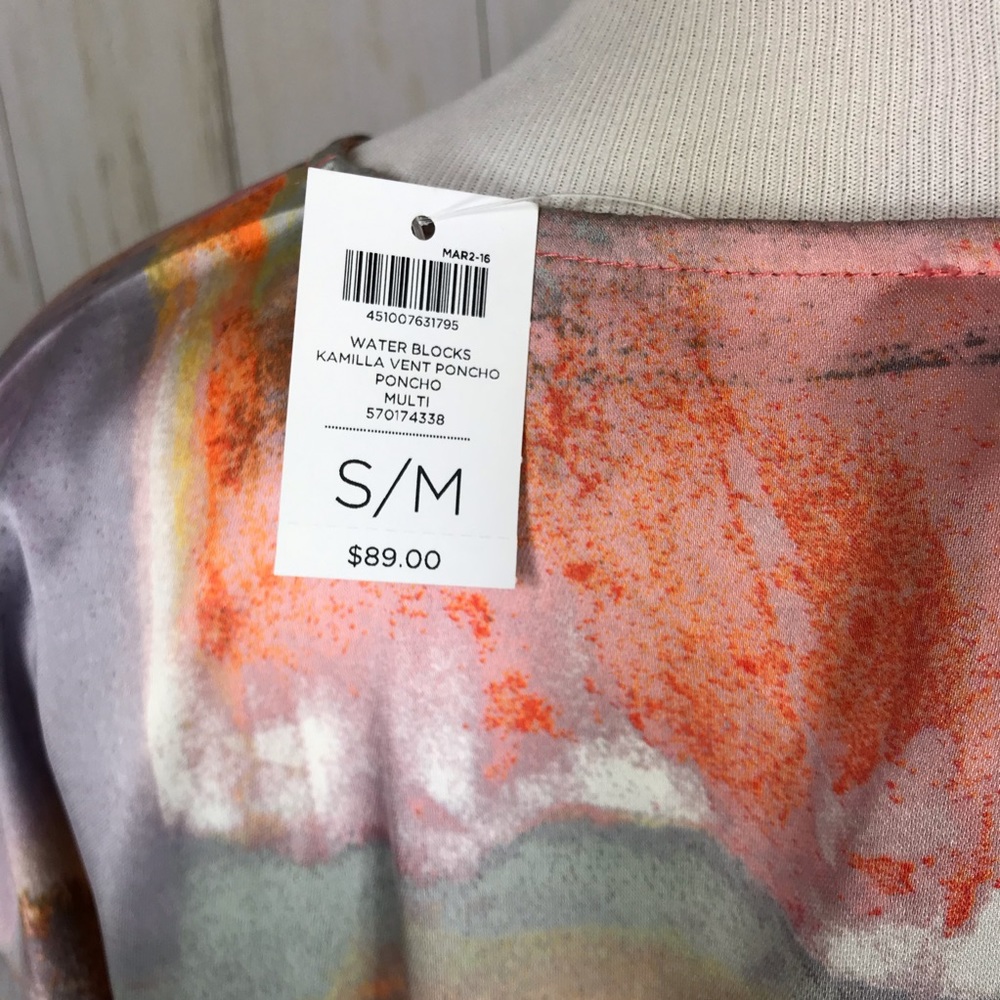 MAR2-16
451007631795
WATER BLOCKS
KAMILLA VENT PONCHO
PONCHO
MULTI
570174338
S/M
$89.00